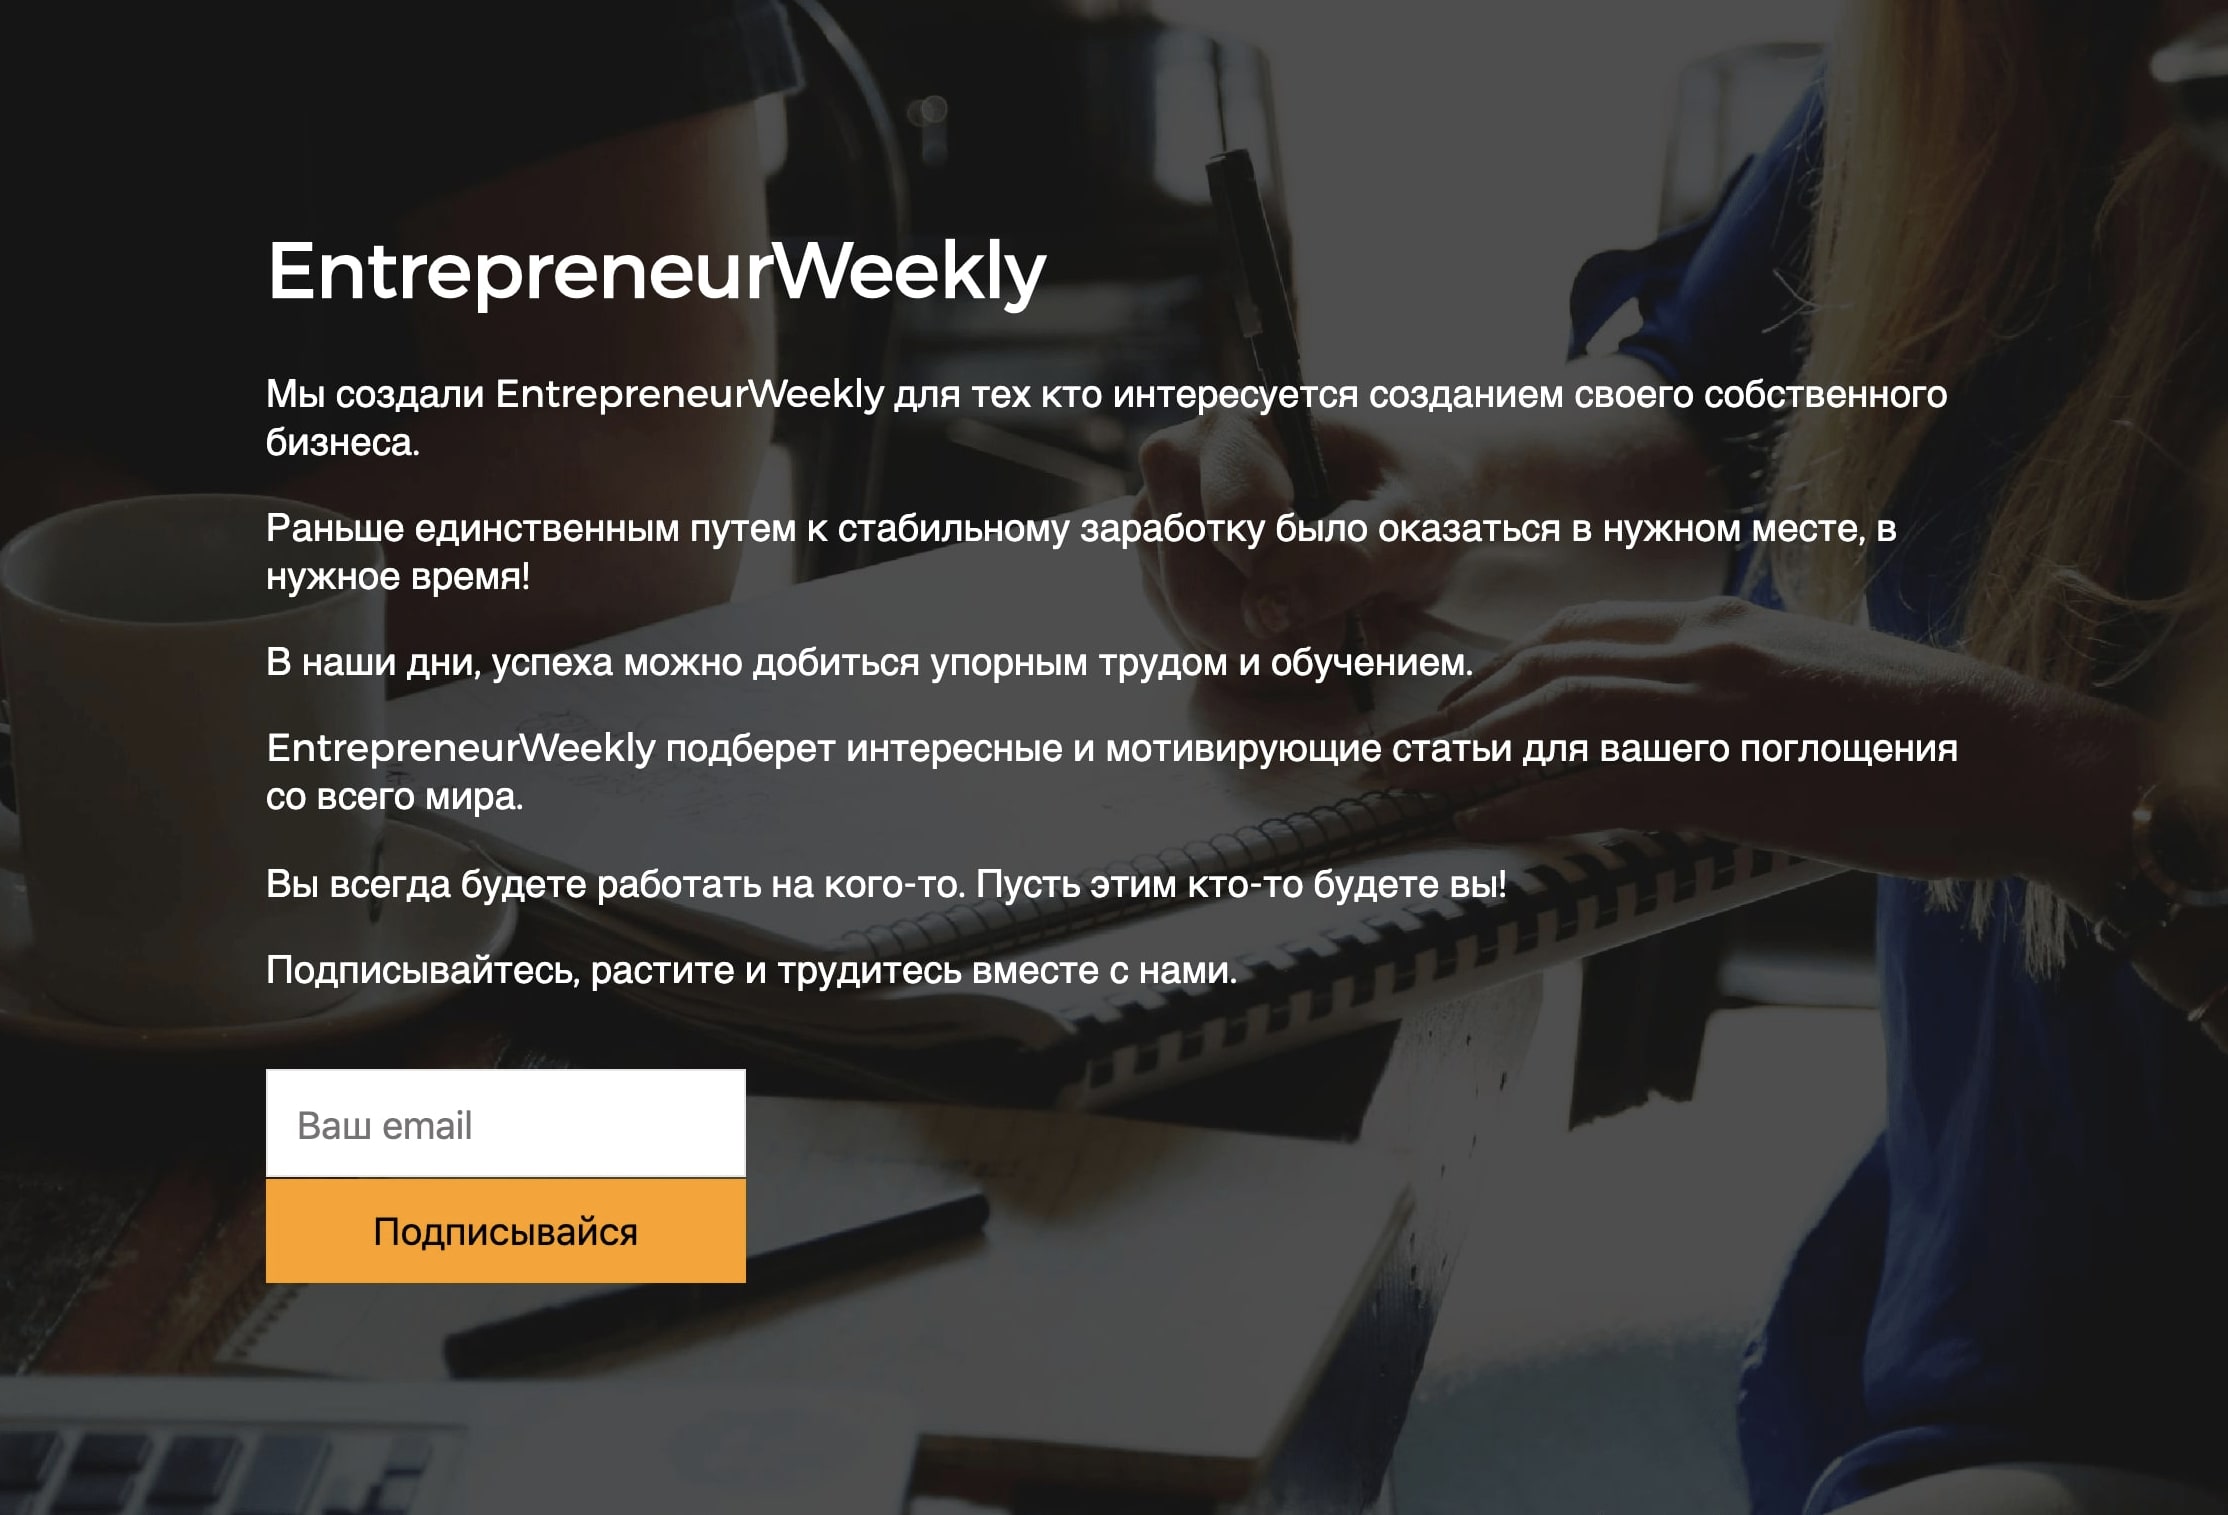 EntrepreneurWeekly
Мы создали EntrepreneurWeekly для тех кто интересуется созданием своего собственного
бизнеса.
Раньше единственным путем к стабильному заработку было оказаться в нужном месте, в
нужное время!
В наши дни, успеха можно добиться упорным трудом и обучением.
EntrepreneurWeekly подберет интересные и мотивирующие статьи для вашего поглощения
со всего мира.
Вы всегда будете работать на кого-то. Пусть этим кто-то будете вы!
Подписывайтесь, растите и трудитесь вместе с нами.
Ваш email
Подписывайся